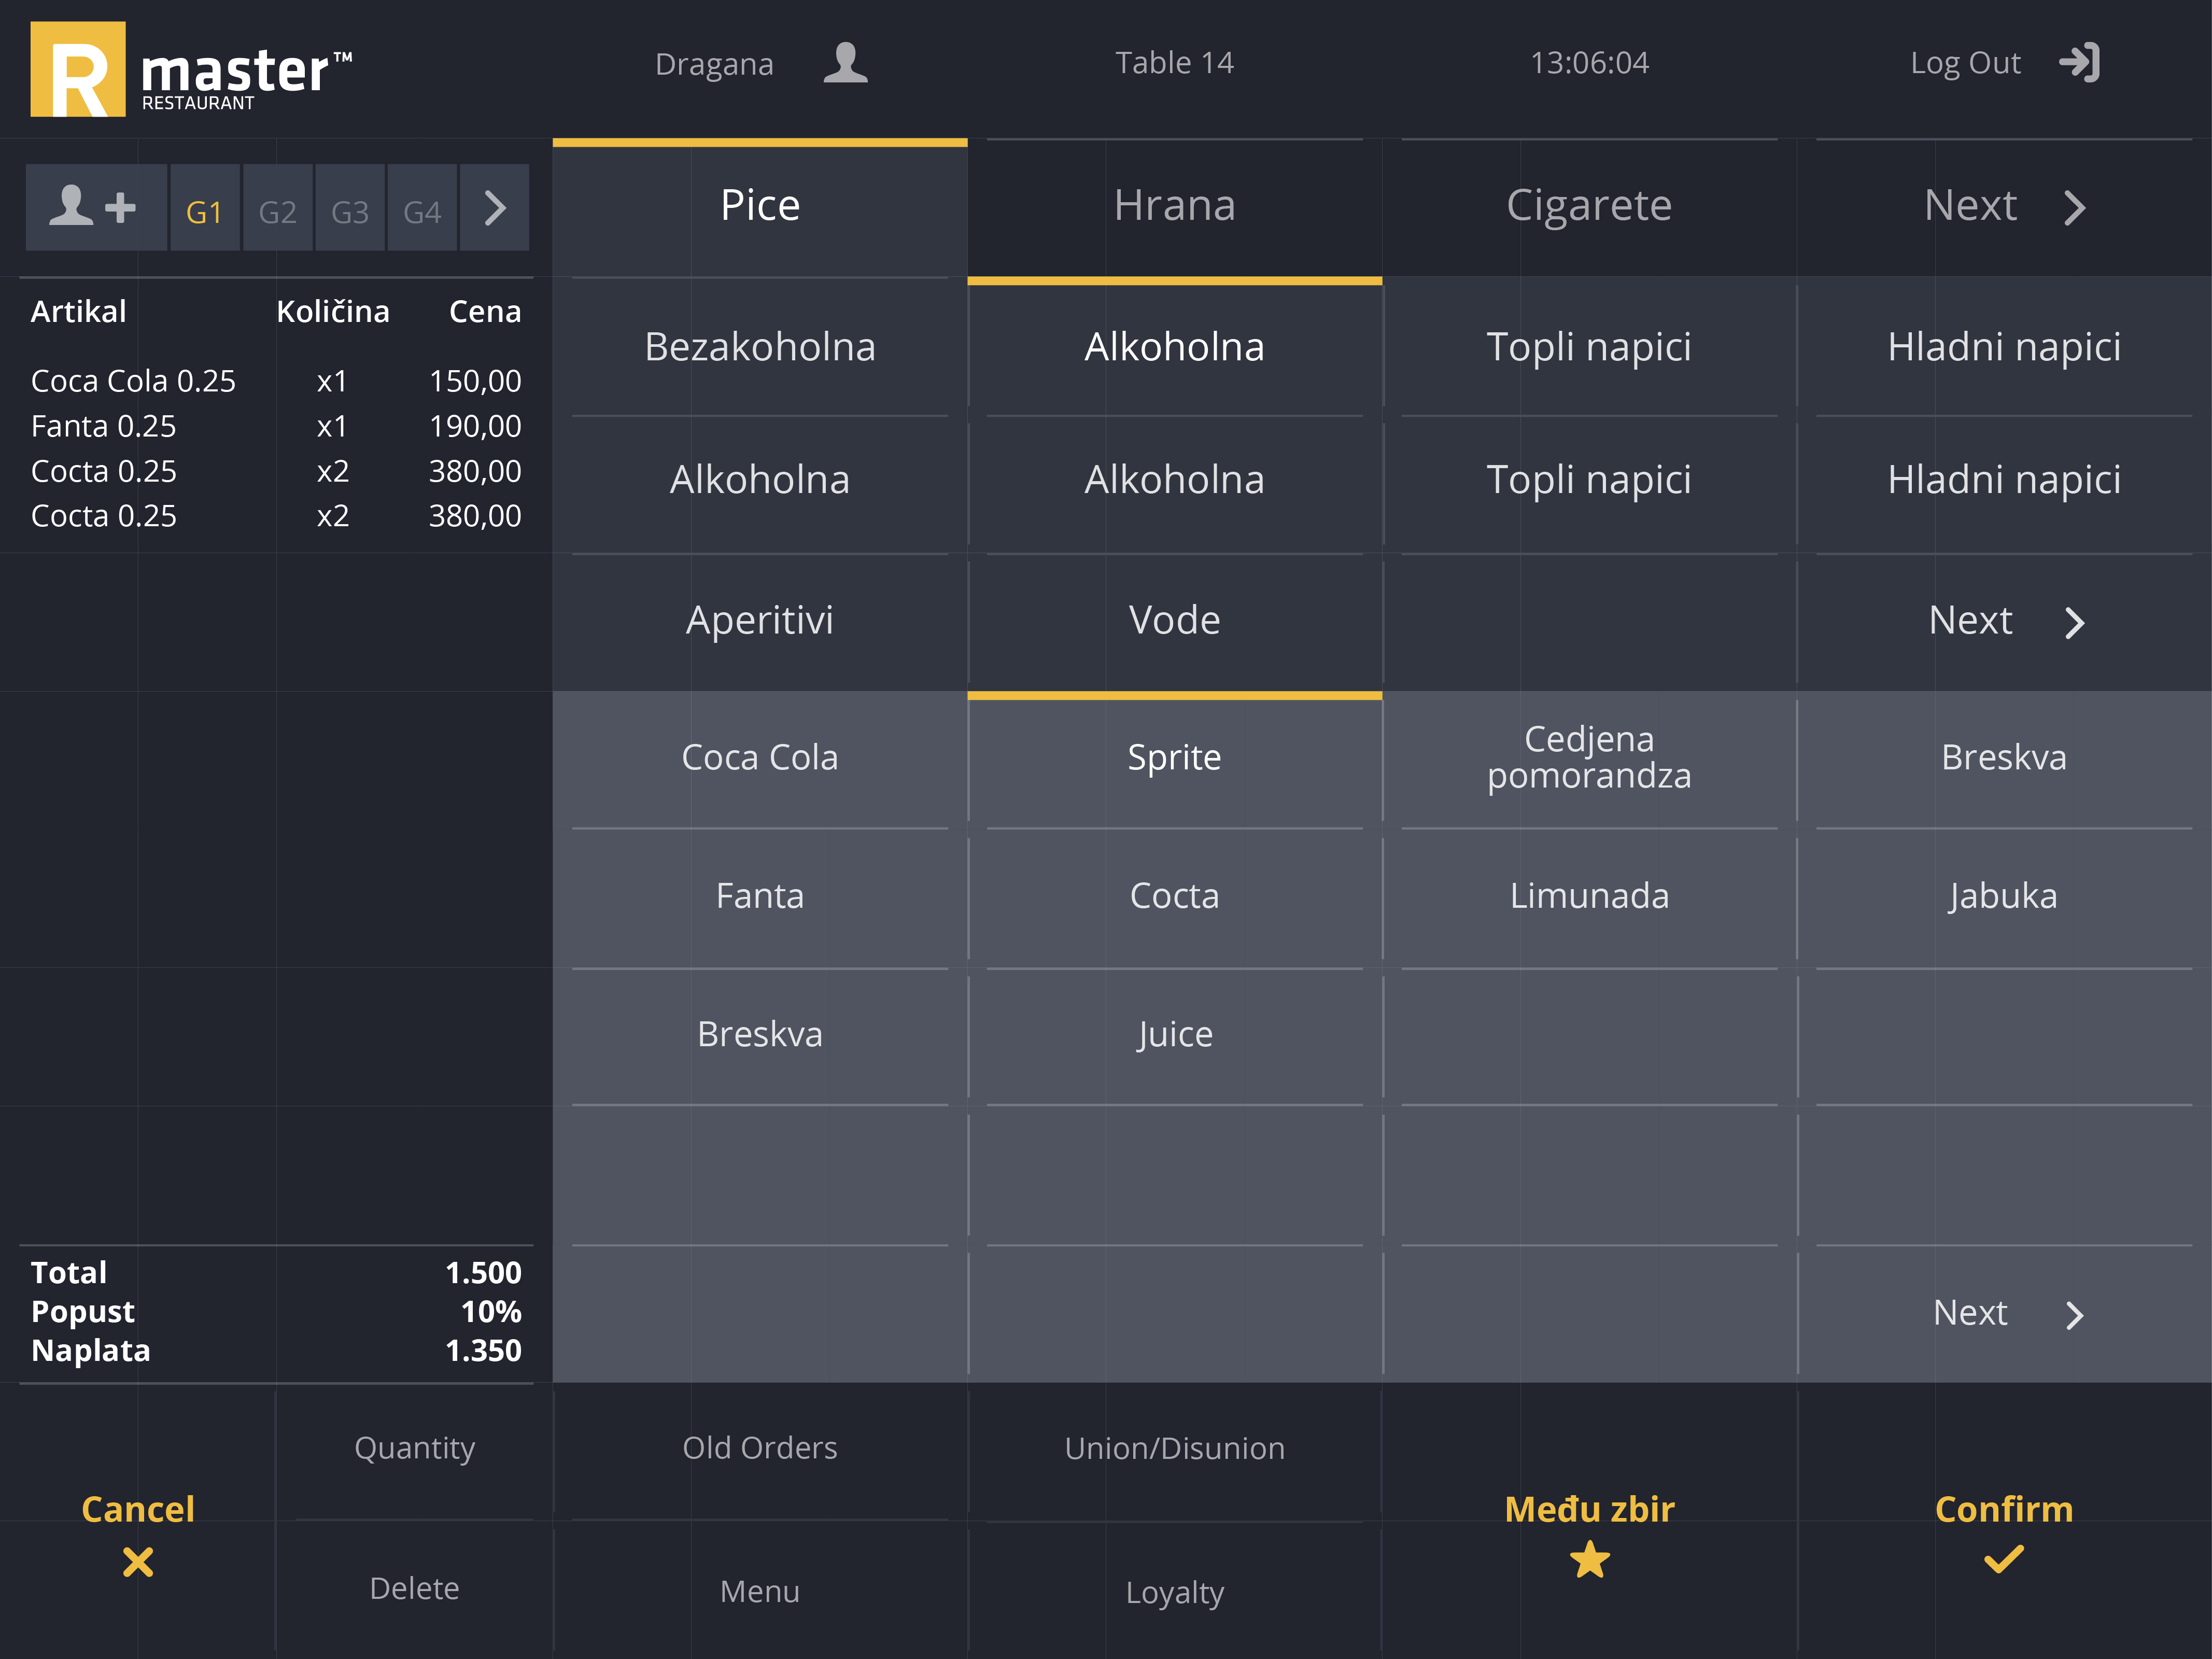 R master™
RESTAURANT
Dragana
Table 14
13:06:04
Log Out
G1 G2 G3 G4
Pice
Hrana
Cigarete
Next
Artikal Količina Cena
Coca Cola 0.25 x1 150,00
Fanta 0.25 x1 190,00
Cocta 0.25 x2 380,00
Cocta 0.25 x2 380,00
Total 1.500
Popust 10%
Naplata 1.350
Bezakoholna
Alkoholna
Topli napici
Hladni napici
Alkoholna
Alkoholna
Topli napici
Hladni napici
Aperitivi
Vode
Next
Coca Cola
Sprite
Cedjena
pomorandza
Breskva
Fanta
Cocta
Limunada
Jabuka
Breskva
Juice
Next
Cancel
Quantity
Delete
Old Orders
Menu
Union/Disunion
Loyalty
Među zbir
Confirm